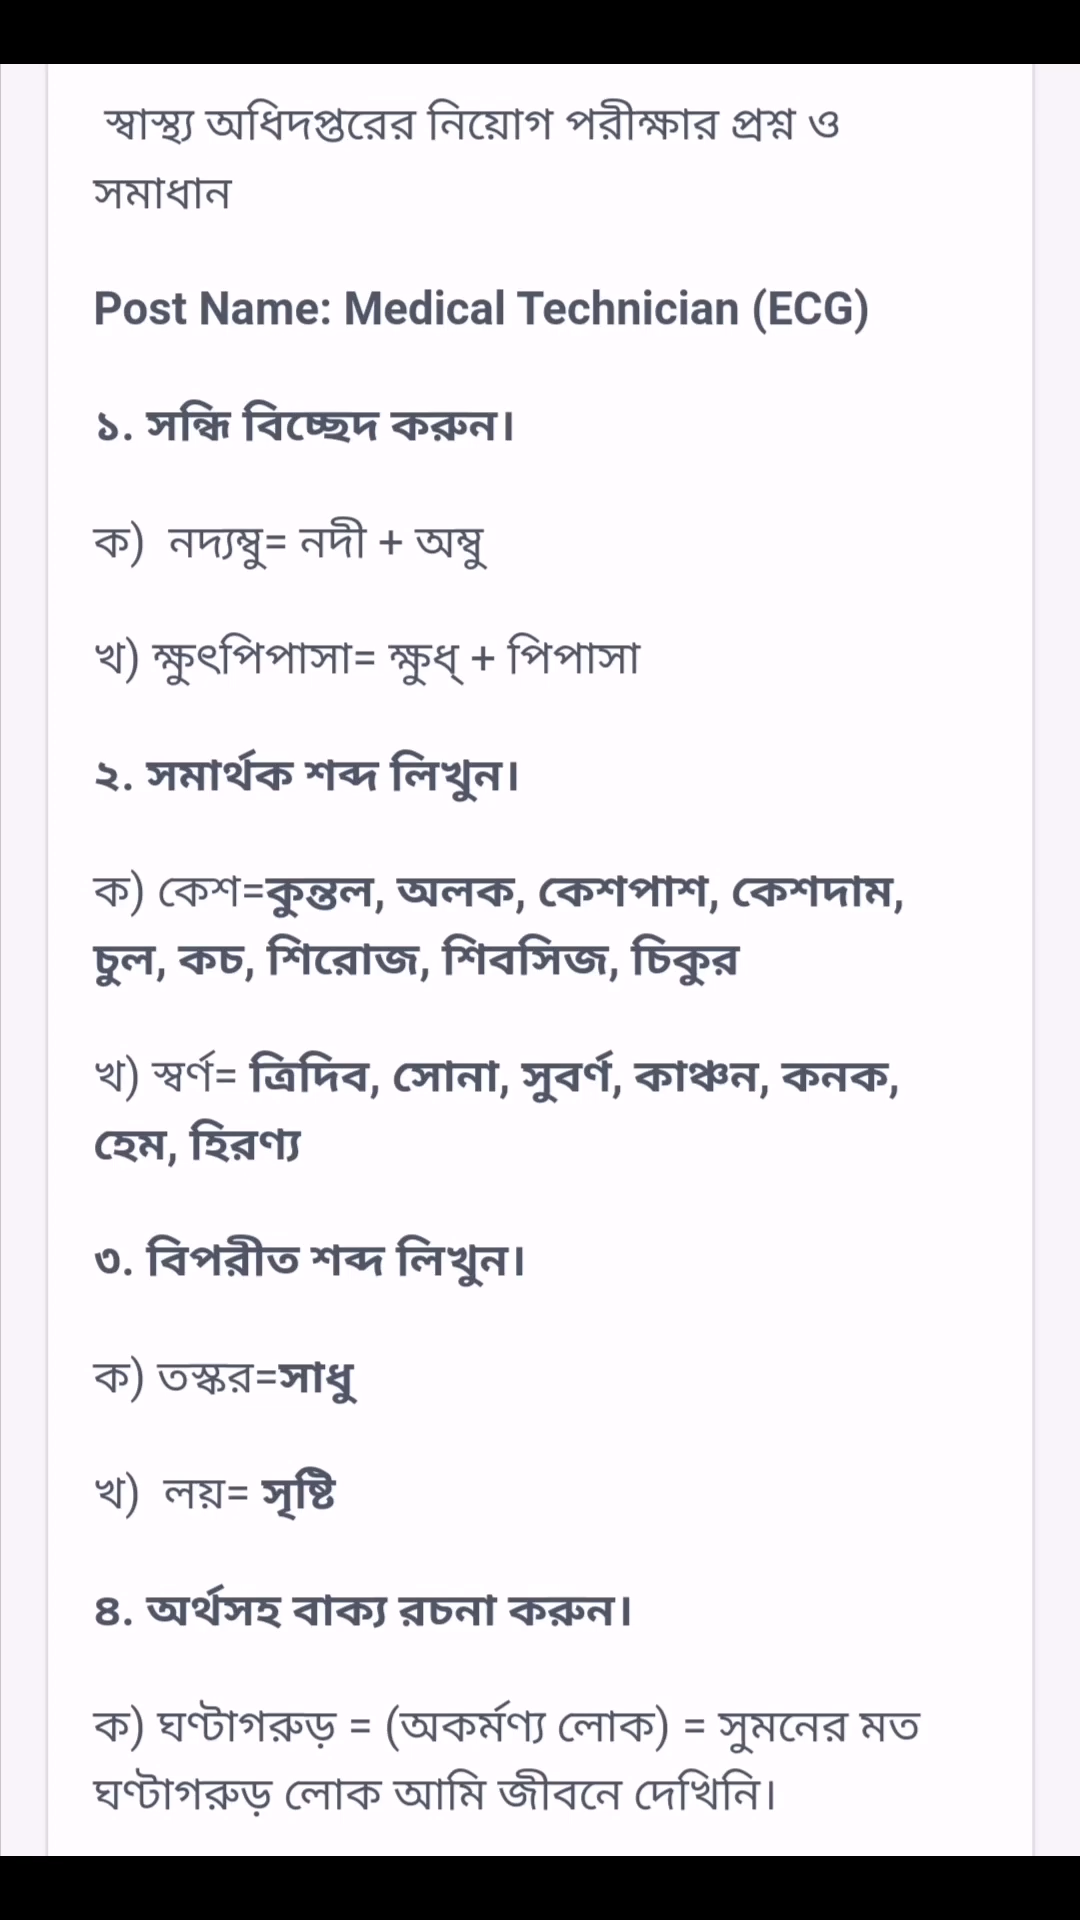 স্বাস্থ্য অধিদপ্তরের নিয়োগ পরীক্ষার প্রশ্ন ও
সমাধান
Post Name: Medical Technician (ECG)
১. সন্ধি বিচ্ছেদ করুন।
ক) নদ্যম্বু= নদী + অম্বু
খ) ক্ষুৎপিপাসা= ক্ষুধ্ + পিপাসা
২. সমার্থক শব্দ লিখুন।
ক) কেশ=কুন্তল, অলক, কেশপাশ, কেশদাম,
চুল, কচ, শিরোজ, শিবসিজ, চিকুর
খ) স্বর্ণ= ত্রিদিব, সোনা, সুবর্ণ, কাঞ্চন, কনক,
হেম, হিরণ্য
৩. বিপরীত শব্দ লিখুন।
ক) তস্কর=সাধু
খ) লয়= সৃষ্টি
৪. অর্থসহ বাক্য রচনা করুন।
ক) ঘণ্টাগরুড় = (অকর্মণ্য লোক) = সুমনের মত
ঘণ্টাগরুড় লোক আমি জীবনে দেখিনি।